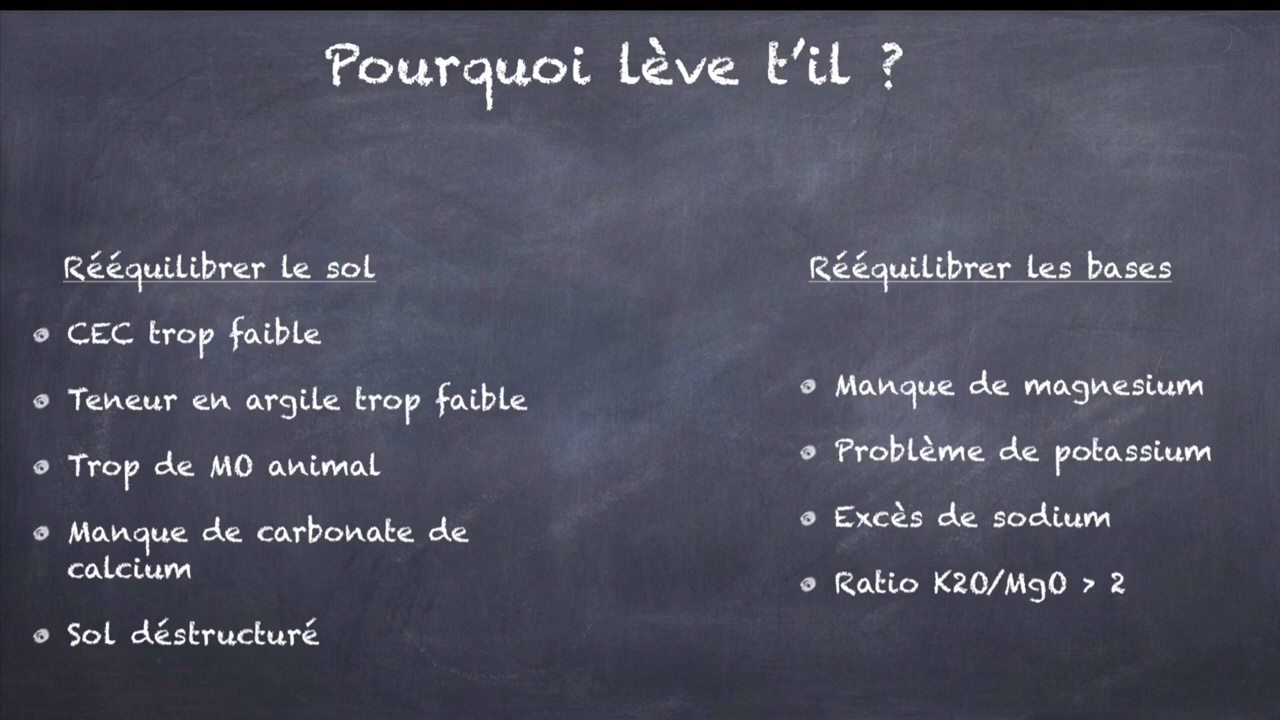 Pourquoi lève t'il ?
Rééquilibrer le sol
CEC trop faible
Teneur en argile trop faible
Trop de MO animal
Manque de carbonate de
calcium
Sol déstructuré
Rééquilibrer les bases
Manque de magnesium
Problème de potassium
Excès de sodium
Ratio K2O/MgO > 2